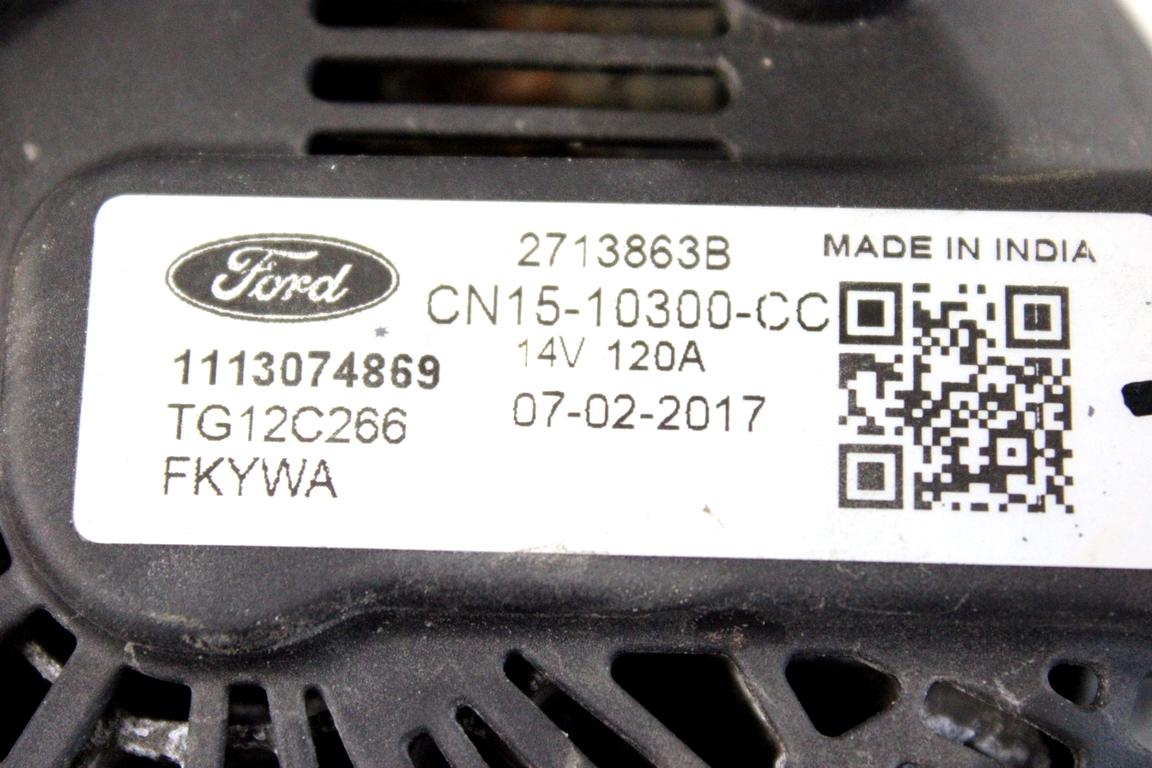 Ford
2713863B
MADE IN INDIA
CN15-10300-CC
1113074869
14V 120A
TG12C266
07-02-2017
FKYWA